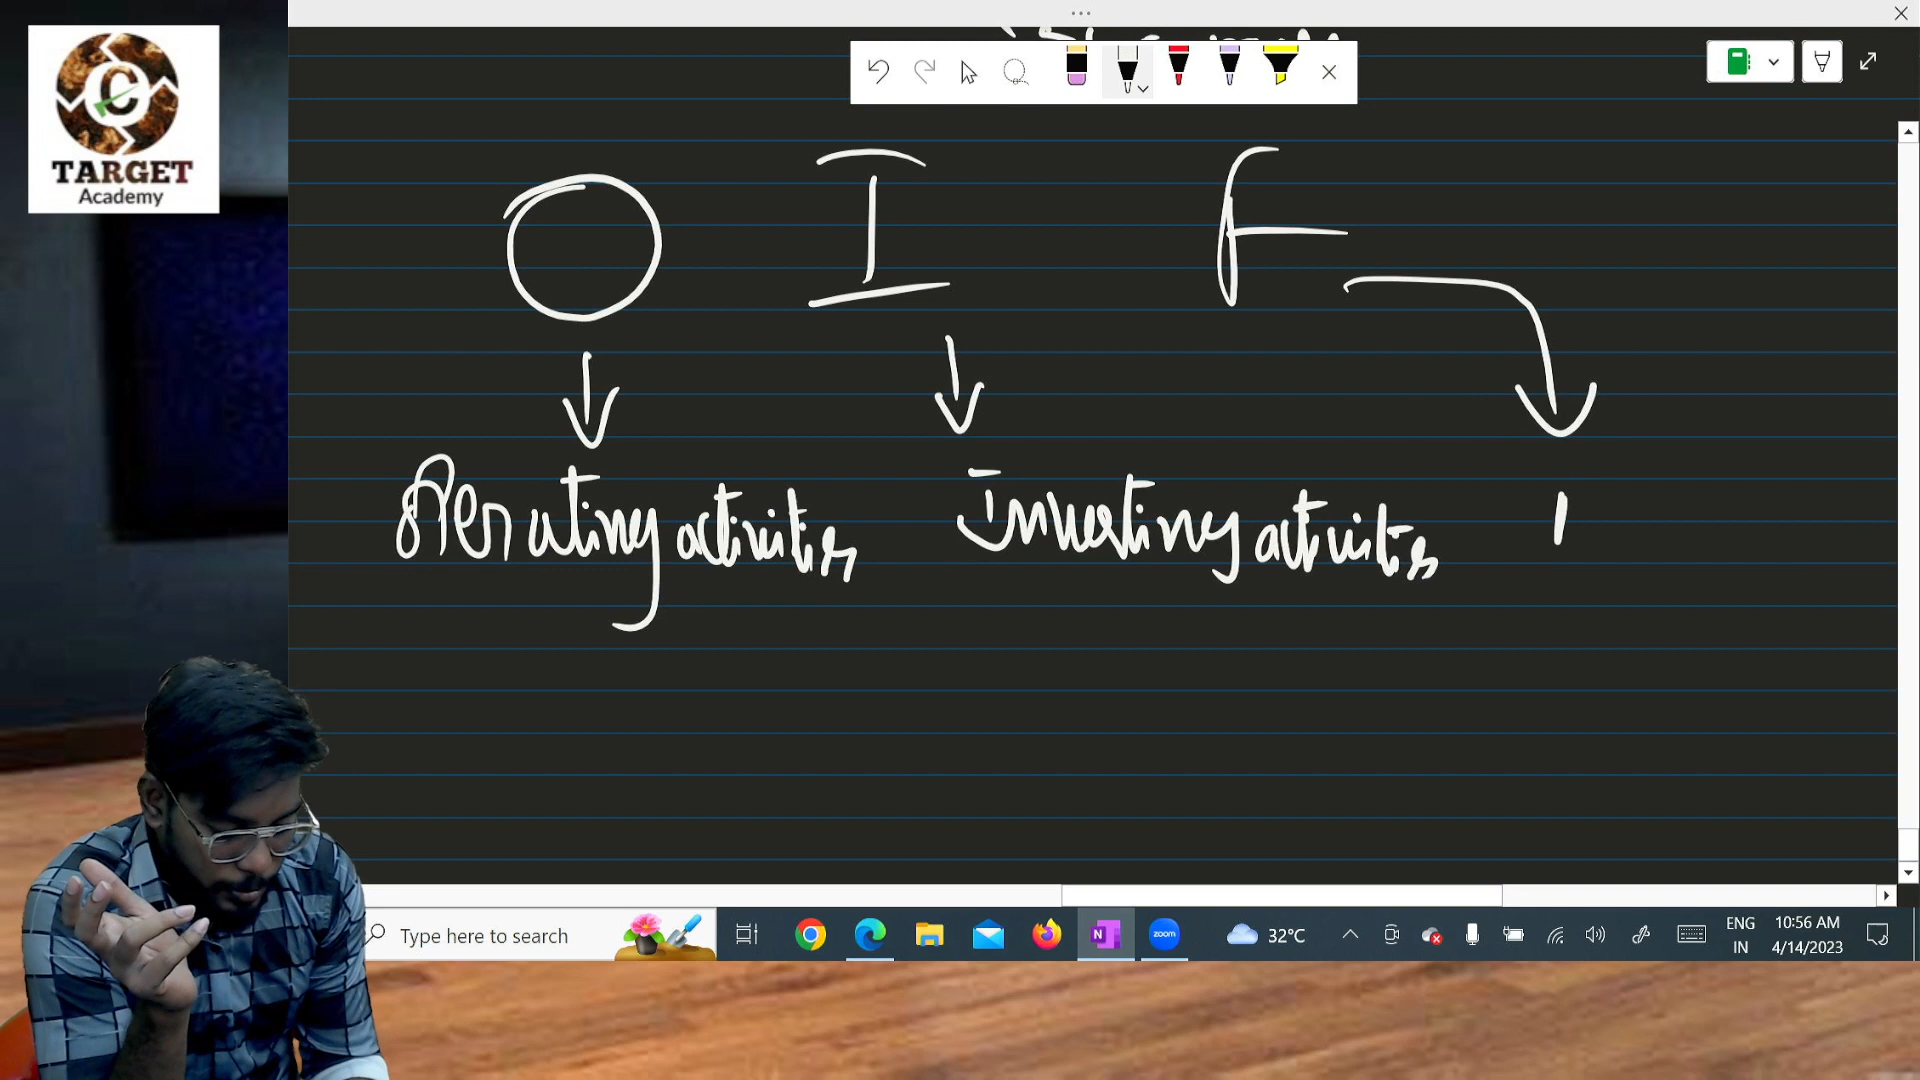 TARGET
Academy
O I F
Operating activities Investing activities
Type here to search
zoom
32°C
ENG
IN
10:56 AM
4/14/2023